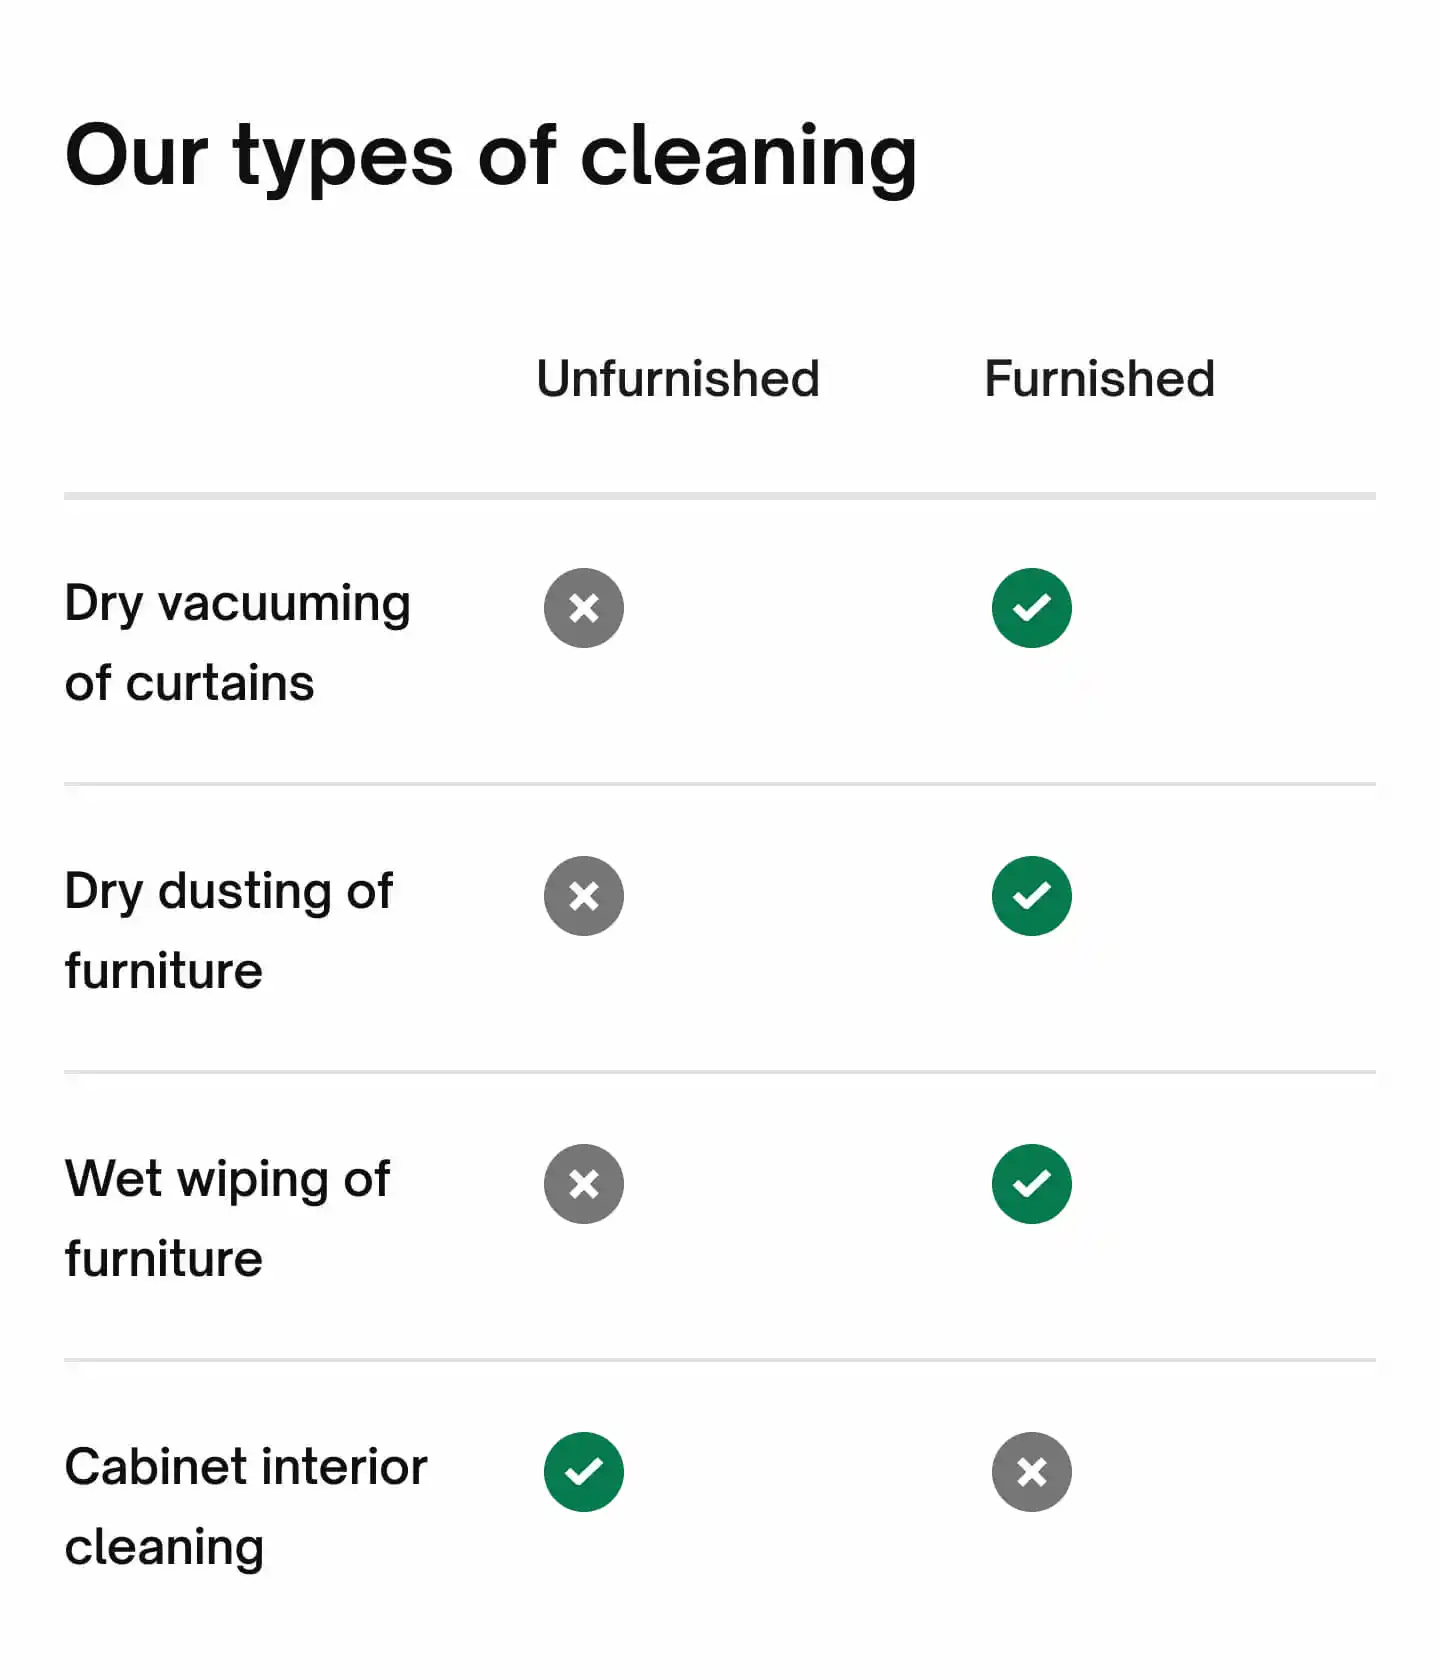 Our types of cleaning
Unfurnished Furnished
Dry vacuuming
of curtains
Dry dusting of
furniture
Wet wiping of
furniture
Cabinet interior
cleaning